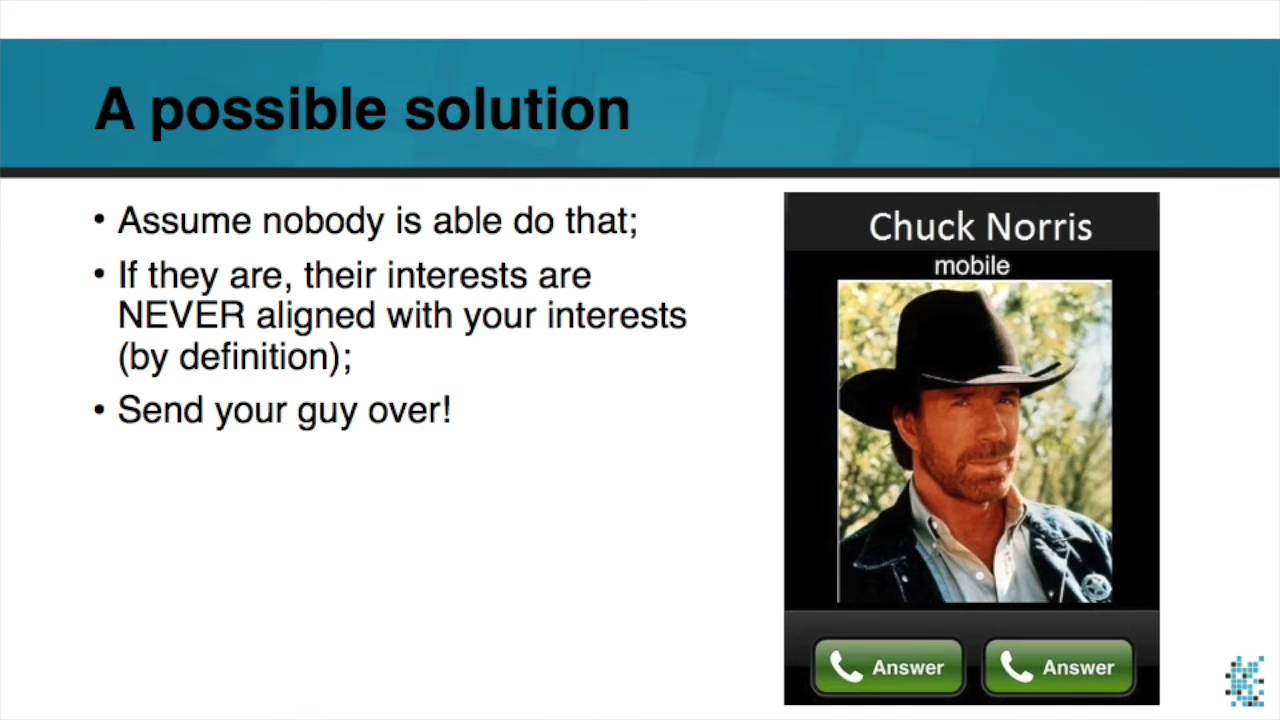 A possible solution
• Assume nobody is able do that;
• If they are, their interests are
NEVER aligned with your interests
(by definition);
• Send your guy over!
Chuck Norris
mobile
Answer
Answer